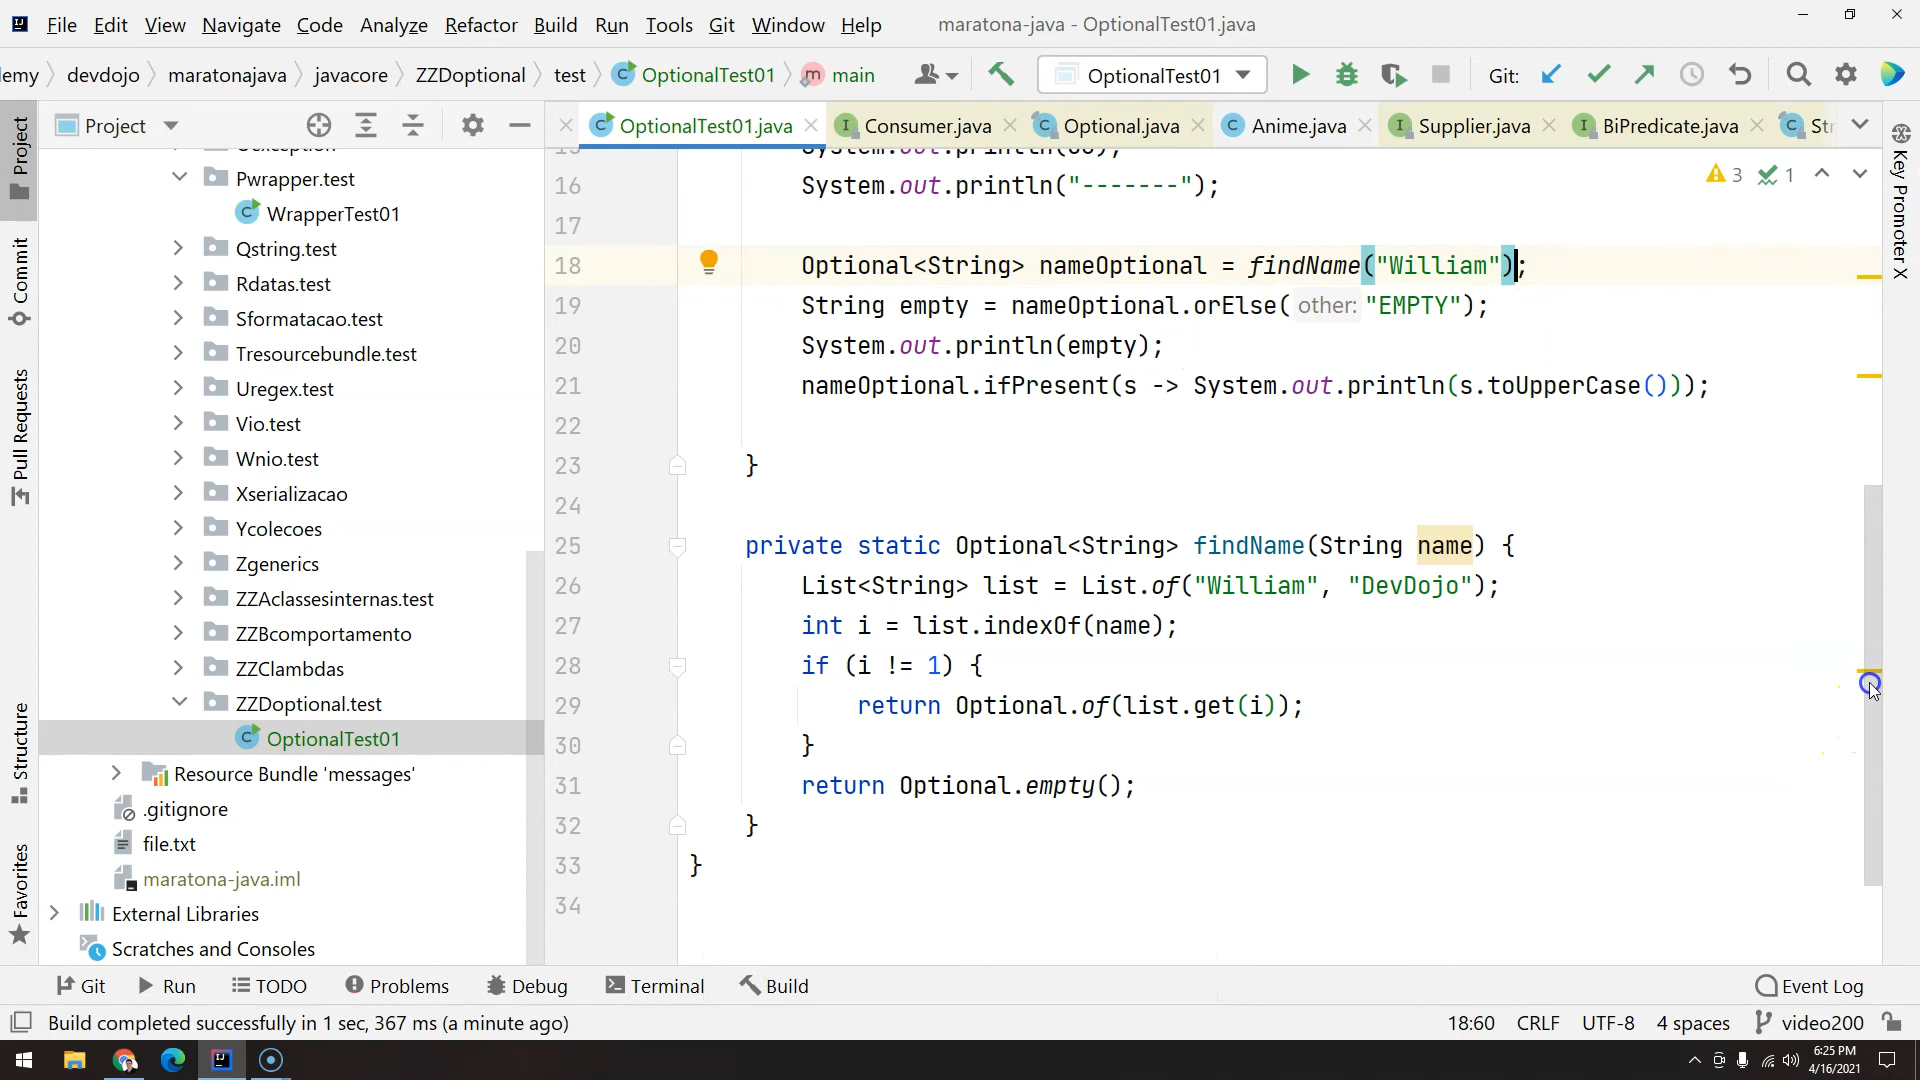 File Edit View Navigate Code Analyze Refactor Build Run Tools Git Window Help maratona-java - OptionalTest01.java
demy devdojo maratonajava javacore ZZDoptional test OptionalTest01 main OptionalTest01 Git:
Project OptionalTest01.java Consumer.java Optional.java Anime.java Supplier.java BiPredicate.java Str
Project
Commit
Pull Requests
Structure
Favorites
Pwrapper.test
WrapperTest01
Qstring.test
Rdatas.test
Sformatacao.test
Tresourcebundle.test
Uregex.test
Vio.test
Wnio.test
Xserializacao
Ycolecoes
Zgenerics
ZZAclassesinternas.test
ZZBcomportamento
ZZClambdas
ZZDoptional.test
OptionalTest01
Resource Bundle 'messages'
.gitignore
file.txt
maratona-java.iml
External Libraries
Scratches and Consoles
3 1
16 System.out.println("-------");
17
18 Optional<String> nameOptional = findName("William");
19 String empty = nameOptional.orElse( other: "EMPTY");
20 System.out.println(empty);
21 nameOptional.ifPresent(s -> System.out.println(s.toUpperCase()));
22
23 }
24
25 private static Optional<String> findName(String name) {
26 List<String> list = List.of("William", "DevDojo");
27 int i = list.indexOf(name);
28 if (i != 1) {
29 return Optional.of(list.get(i));
30 }
31 return Optional.empty();
32 }
33 }
34
Key Promoter X
Git Run TODO Problems Debug Terminal Build Event Log
Build completed successfully in 1 sec, 367 ms (a minute ago) 18:60 CRLF UTF-8 4 spaces video200
6:25 PM
4/16/2021